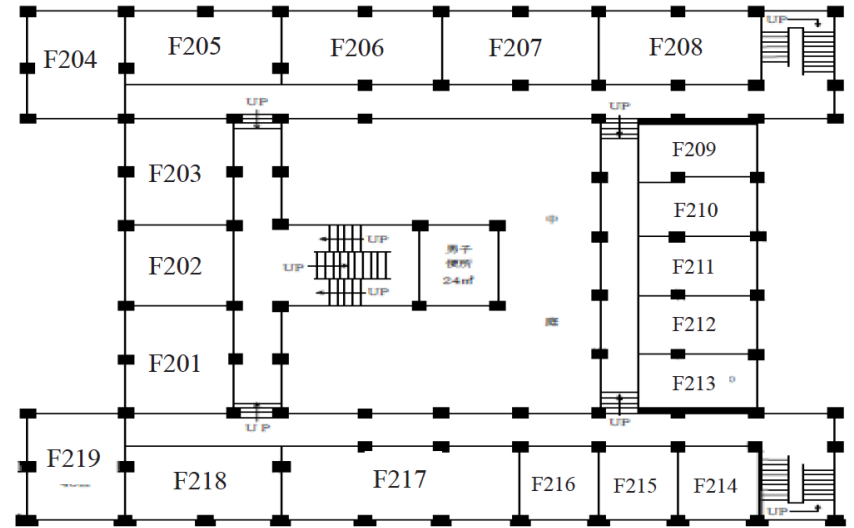 UP
F204
F205
F206
F207
F208
UP
UP
F209
F203
F210
中
UP
男子
便所
24㎡
F202
UP
F211
庭
UP
F212
F201
F213
UP
UP
F219
F218
F217
F216
F215
F214
UP